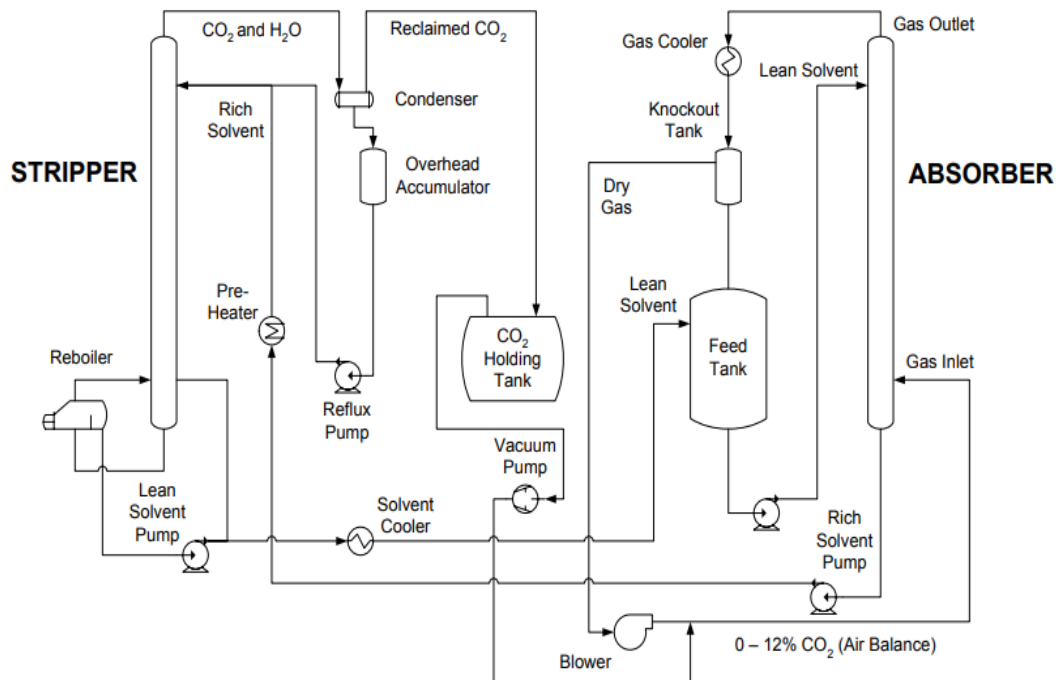 CO2 and H2O
Reclaimed CO2
Gas Cooler
Gas Outlet
Lean Solvent
Condenser
Rich
Solvent
Knockout
Tank
STRIPPER
Overhead
Accumulator
Dry
Gas
ABSORBER
Pre-
Heater
Lean
Solvent
CO2
Holding
Tank
Feed
Tank
Reboiler
Gas Inlet
Reflux
Pump
Vacuum
Pump
Lean
Solvent
Pump
Solvent
Cooler
Rich
Solvent
Pump
Blower
0 – 12% CO2 (Air Balance)